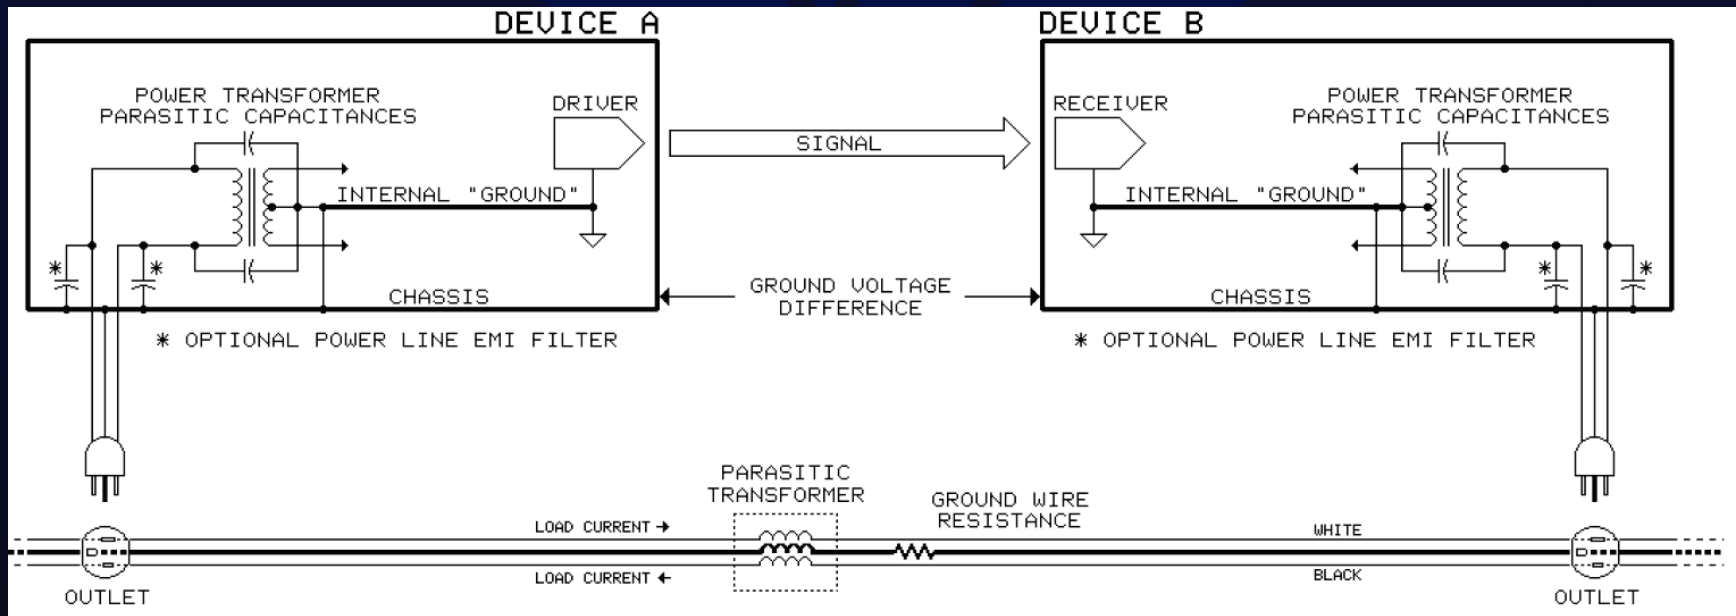 DEVICE A
DEVICE B
POWER TRANSFORMER
PARASITIC CAPACITANCES
DRIVER
SIGNAL
RECEIVER
POWER TRANSFORMER
PARASITIC CAPACITANCES
INTERNAL "GROUND"
INTERNAL "GROUND"
*
*
CHASSIS
GROUND VOLTAGE
DIFFERENCE
CHASSIS
*
*
* OPTIONAL POWER LINE EMI FILTER
* OPTIONAL POWER LINE EMI FILTER
PARASITIC
TRANSFORMER
GROUND WIRE
RESISTANCE
LOAD CURRENT →
WHITE
LOAD CURRENT ←
BLACK
OUTLET
OUTLET